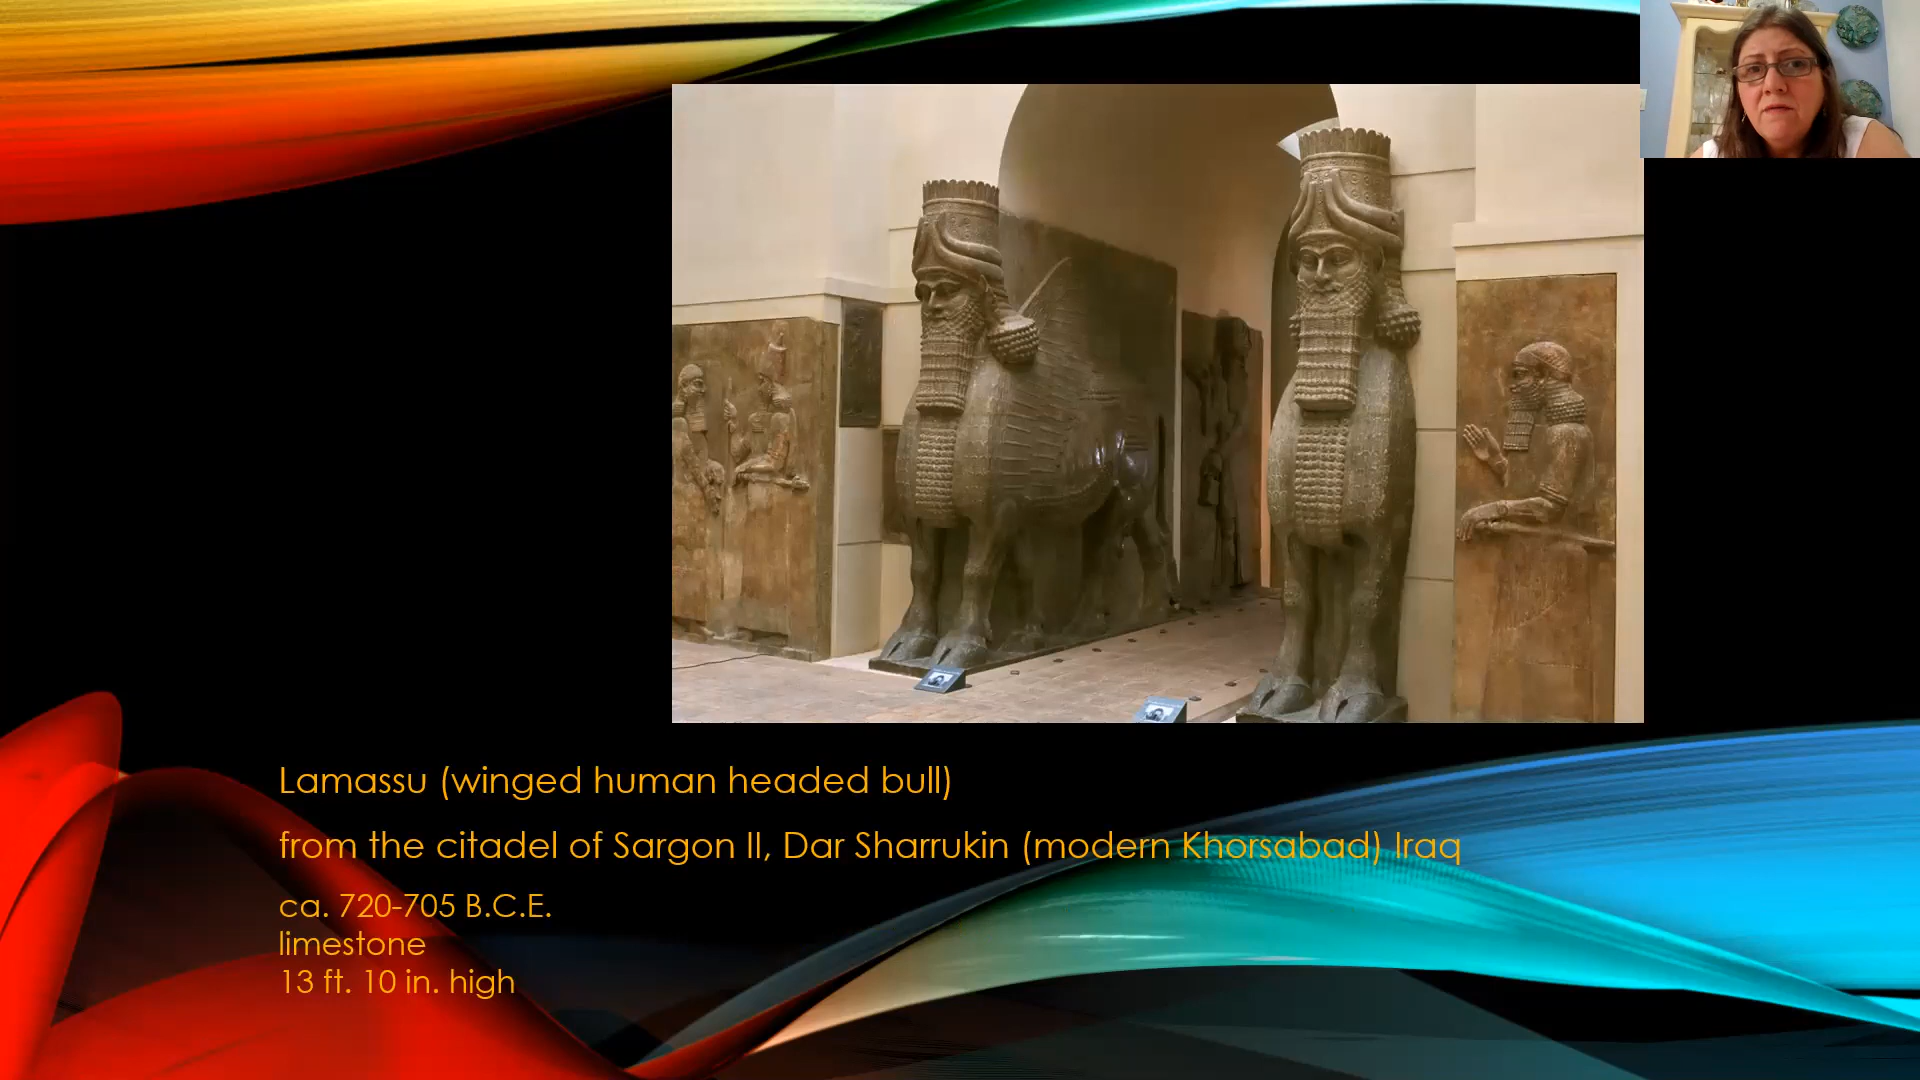 Lamassu (winged human headed bull)
from the citadel of Sargon II, Dar Sharrukin (modern Khorsabad) Iraq
ca. 720-705 B.C.E.
limestone
13 ft. 10 in. high